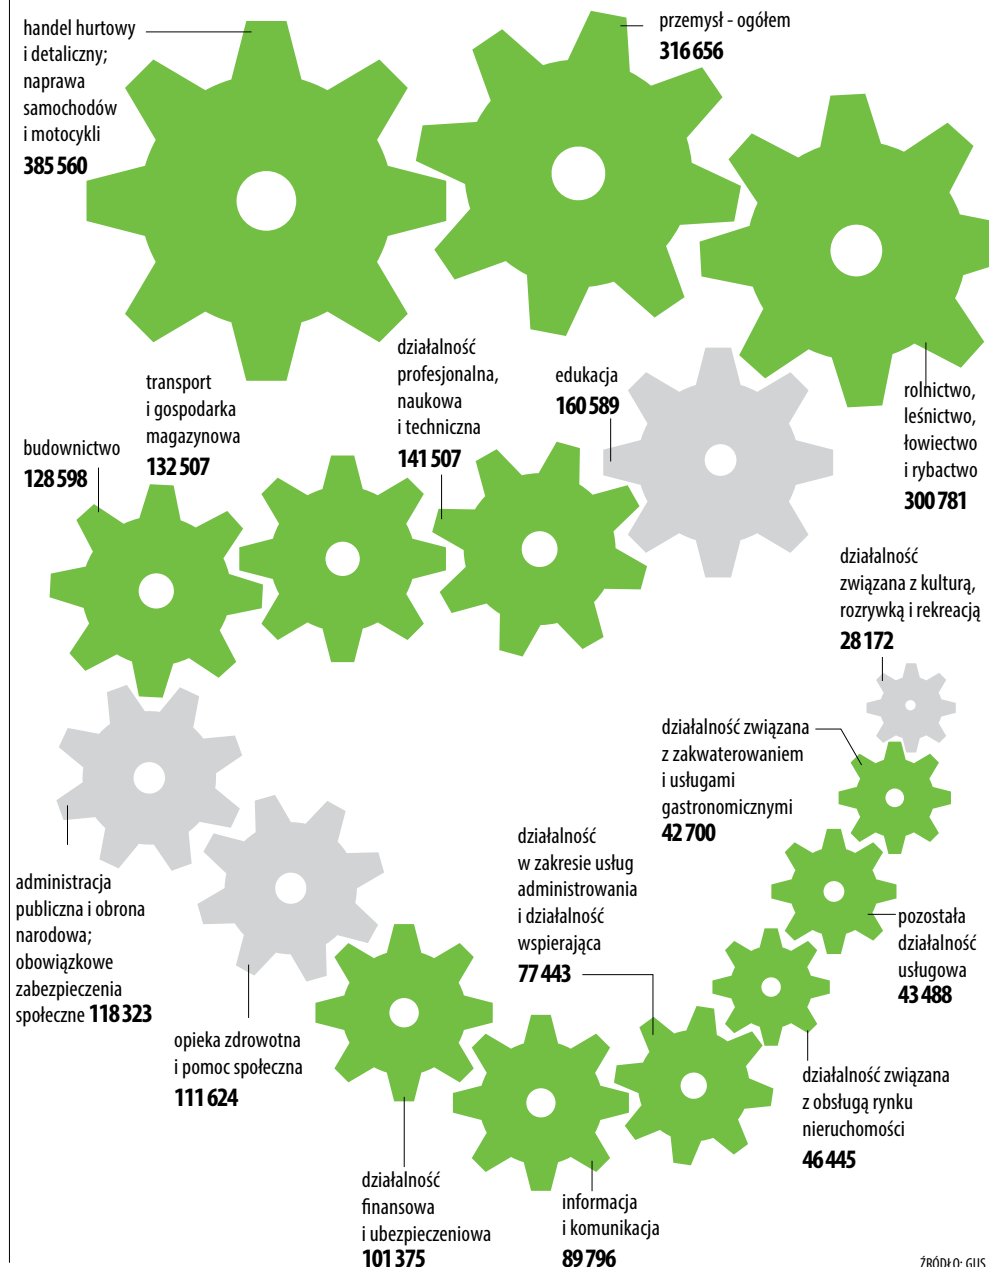 handel hurtowy
i detaliczny;
naprawa
samochodów
i motocykli
385 560
przemysł - ogółem
316 656
rolnictwo,
leśnictwo,
łowiectwo
i rybactwo
300 781
edukacja
160 589
działalność
profesjonalna,
naukowa
i techniczna
141 507
transport
i gospodarka
magazynowa
132 507
budownictwo
128 598
administracja
publiczna i obrona
narodowa;
obowiązkowe
zabezpieczenia
społeczne 118 323
opieka zdrowotna
i pomoc społeczna
111 624
działalność
finansowa
i ubezpieczeniowa
101 375
informacja
i komunikacja
89 796
działalność
w zakresie usług
administrowania
i działalność
wspierająca
77 443
działalność związana
z obsługą rynku
nieruchomości
46 445
pozostała
działalność
usługowa
43 488
działalność związana
z zakwaterowaniem
i usługami
gastronomicznymi
42 700
działalność
związana z kulturą,
rozrywką i rekreacją
28 172
ŹRÓDŁO: GUS